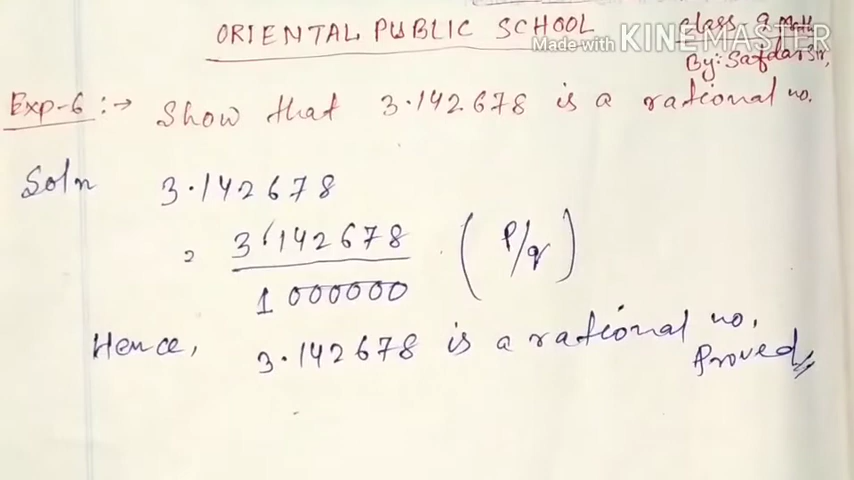 ORIENTAL PUBLIC SCHOOL
class - 9 Math
Made with KINEMASTER
By: Safdar Sir,
Exp-6 :→ Show that 3.142678 is a rational no.
Soln 3.142678
= 3142678 / 1000000 (P/q)
Hence, 3.142678 is a rational no.
Proved